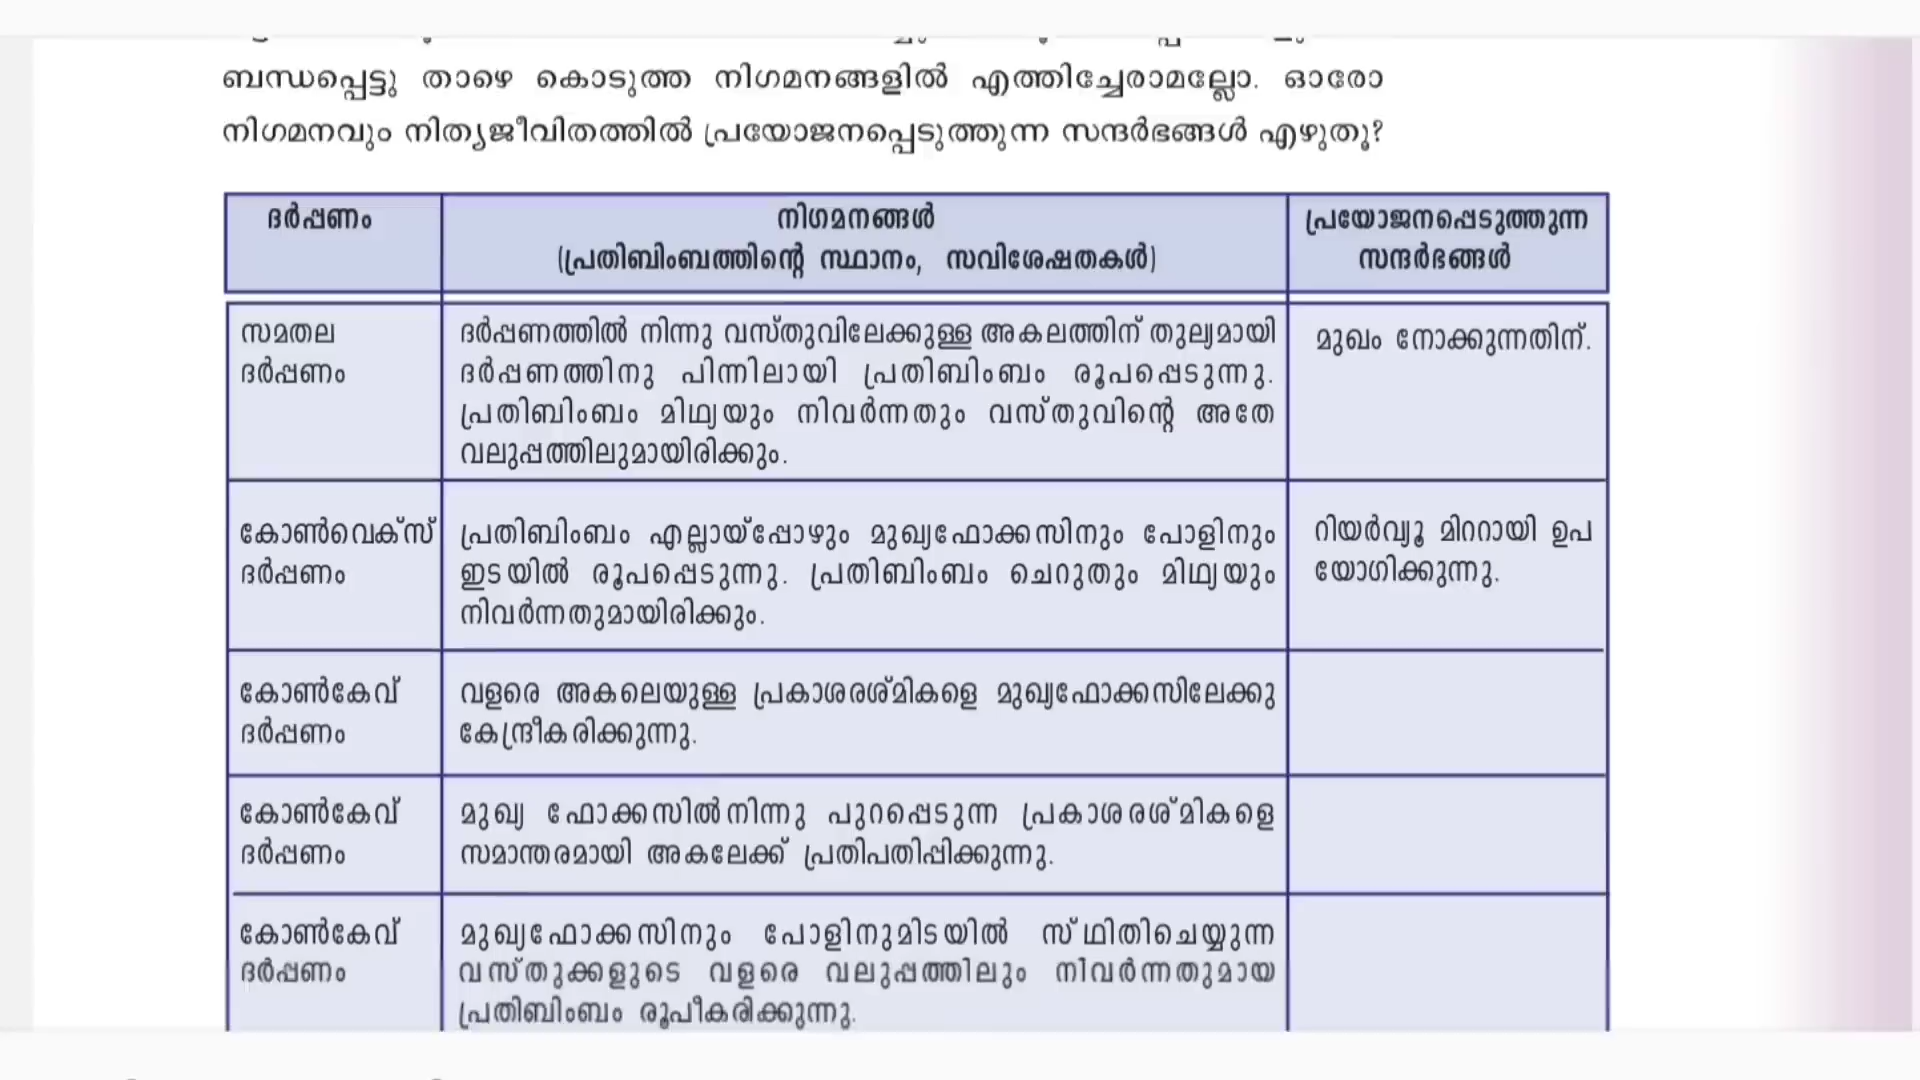 ബന്ധപ്പെട്ടു താഴെ കൊടുത്ത നിഗമനങ്ങളിൽ എത്തിച്ചേരാമല്ലോ. ഓരോ
നിഗമനവും നിത്യജീവിതത്തിൽ പ്രയോജനപ്പെടുത്തുന്ന സന്ദർഭങ്ങൾ എഴുതൂ?
ദർപ്പണം
നിഗമനങ്ങൾ
(പ്രതിബിംബത്തിന്റെ സ്ഥാനം, സവിശേഷതകൾ)
പ്രയോജനപ്പെടുത്തുന്ന
സന്ദർഭങ്ങൾ
സമതല
ദർപ്പണം
ദർപ്പണത്തിൽ നിന്നു വസ്തുവിലേക്കുള്ള അകലത്തിന് തുല്യമായി
ദർപ്പണത്തിനു പിന്നിലായി പ്രതിബിംബം രൂപപ്പെടുന്നു.
പ്രതിബിംബം മിഥ്യയും നിവർന്നതും വസ്തുവിന്റെ അതേ
വലുപ്പത്തിലുമായിരിക്കും.
മുഖം നോക്കുന്നതിന്.
കോൺവെക്സ്
ദർപ്പണം
പ്രതിബിംബം എല്ലായ്പ്പോഴും മുഖ്യഫോക്കസിനും പോളിനും
ഇടയിൽ രൂപപ്പെടുന്നു. പ്രതിബിംബം ചെറുതും മിഥ്യയും
നിവർന്നതുമായിരിക്കും.
റിയർവ്യൂ മിററായി ഉപ
യോഗിക്കുന്നു.
കോൺകേവ്
ദർപ്പണം
വളരെ അകലെയുള്ള പ്രകാശരശ്മികളെ മുഖ്യഫോക്കസിലേക്കു
കേന്ദ്രീകരിക്കുന്നു.
കോൺകേവ്
ദർപ്പണം
മുഖ്യ ഫോക്കസിൽനിന്നു പുറപ്പെടുന്ന പ്രകാശരശ്മികളെ
സമാന്തരമായി അകലേക്ക് പ്രതിപതിപ്പിക്കുന്നു.
കോൺകേവ്
ദർപ്പണം
മുഖ്യഫോക്കസിനും പോളിനുമിടയിൽ സ്ഥിതിചെയ്യുന്ന
വസ്തുക്കളുടെ വളരെ വലുപ്പത്തിലും നിവർന്നതുമായ
പ്രതിബിംബം രൂപീകരിക്കുന്നു.